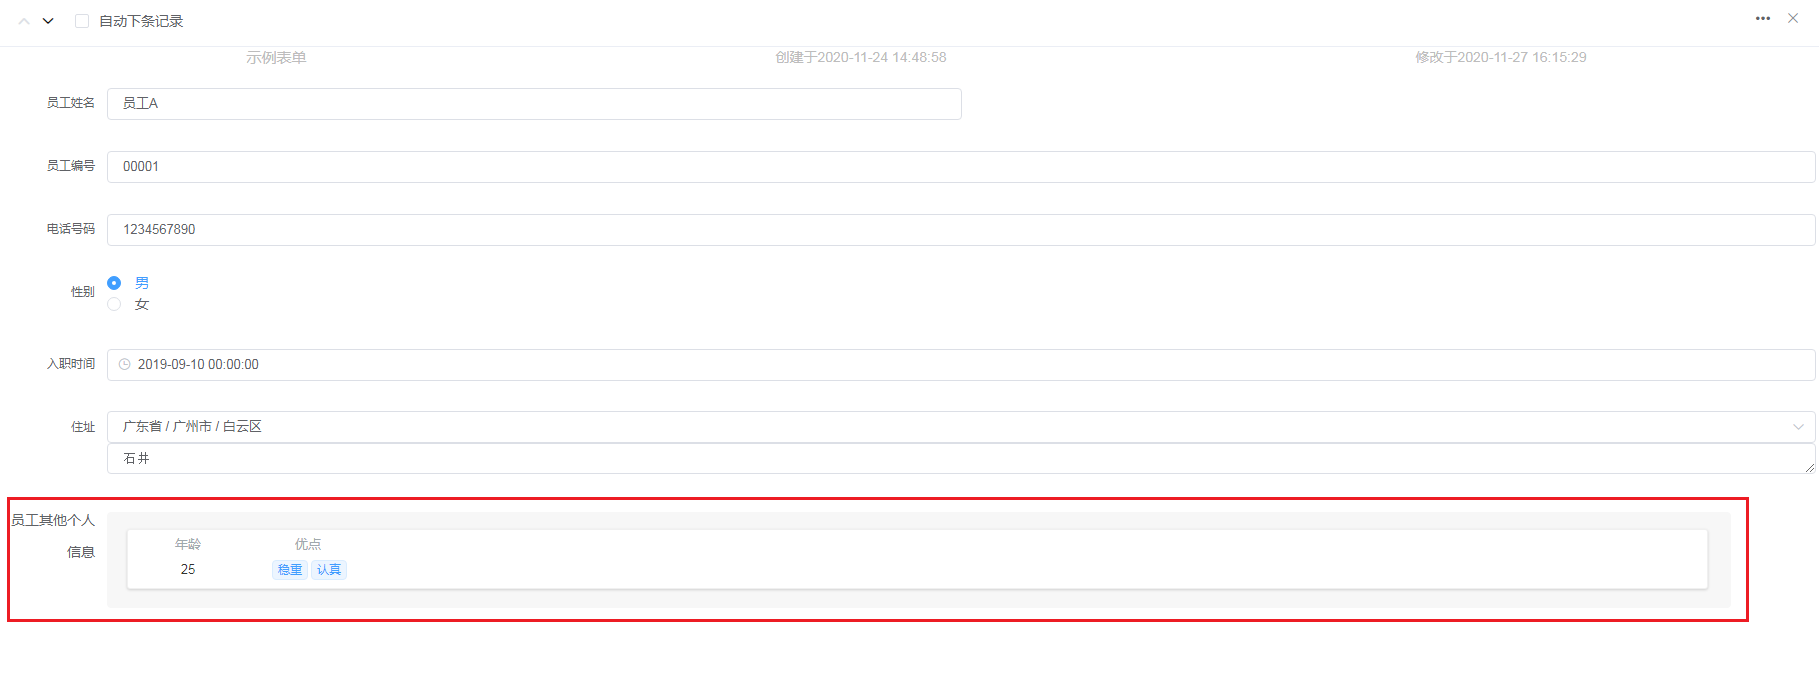 自动下条记录
示例表单 创建于2020-11-24 14:48:58 修改于2020-11-27 16:15:29
员工姓名 员工A
员工编号 00001
电话号码 1234567890
性别
男
女
入职时间 2019-09-10 00:00:00
住址 广东省 / 广州市 / 白云区
石井
员工其他个人
信息
年龄 优点
25 稳重 认真